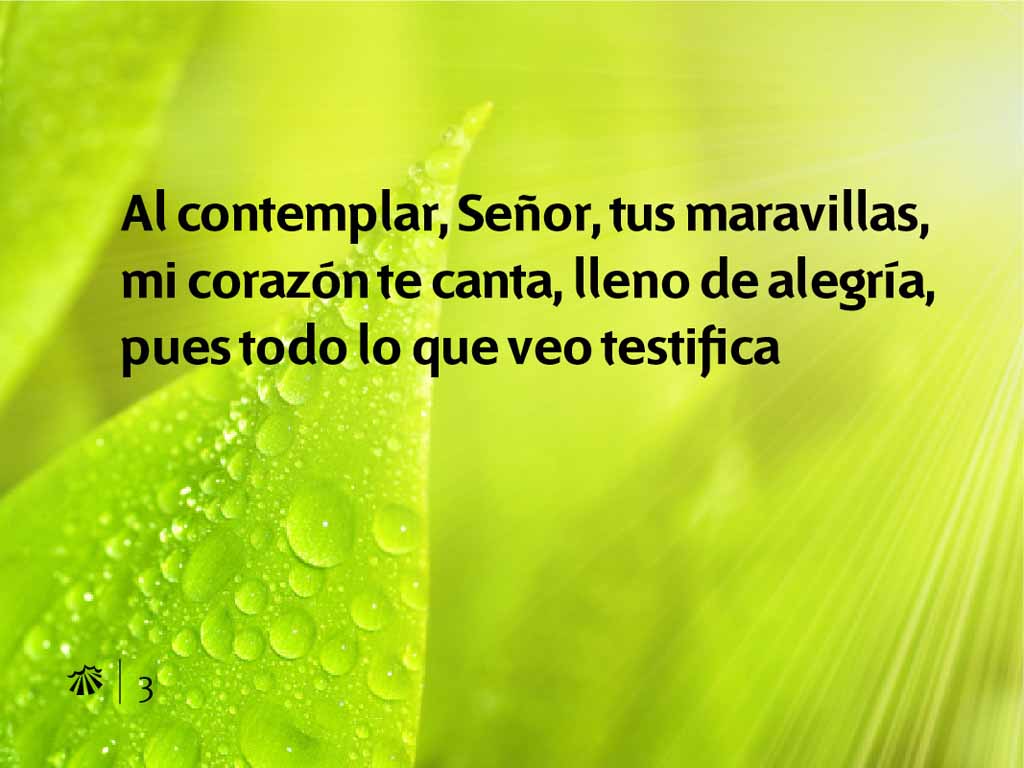 Al contemplar, Señor, tus maravillas,
mi corazón te canta, lleno de alegría,
pues todo lo que veo testifica
3